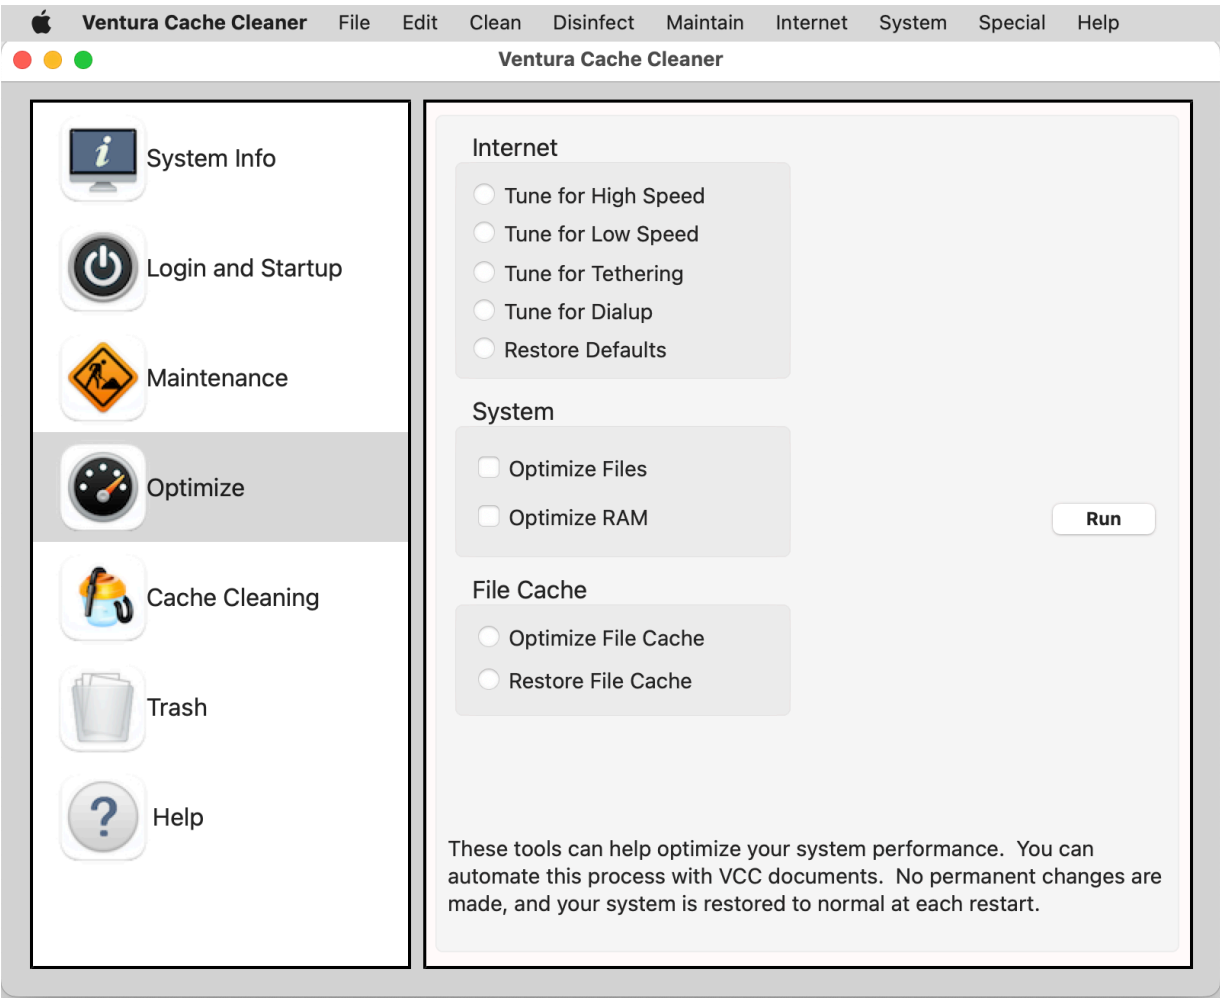 Ventura Cache Cleaner File Edit Clean Disinfect Maintain Internet System Special Help
Ventura Cache Cleaner
System Info
Login and Startup
Maintenance
Optimize
Cache Cleaning
Trash
?
Help
Internet
Tune for High Speed
Tune for Low Speed
Tune for Tethering
Tune for Dialup
Restore Defaults
System
Optimize Files
Optimize RAM
Run
File Cache
Optimize File Cache
Restore File Cache
These tools can help optimize your system performance.  You can
automate this process with VCC documents.  No permanent changes are
made, and your system is restored to normal at each restart.